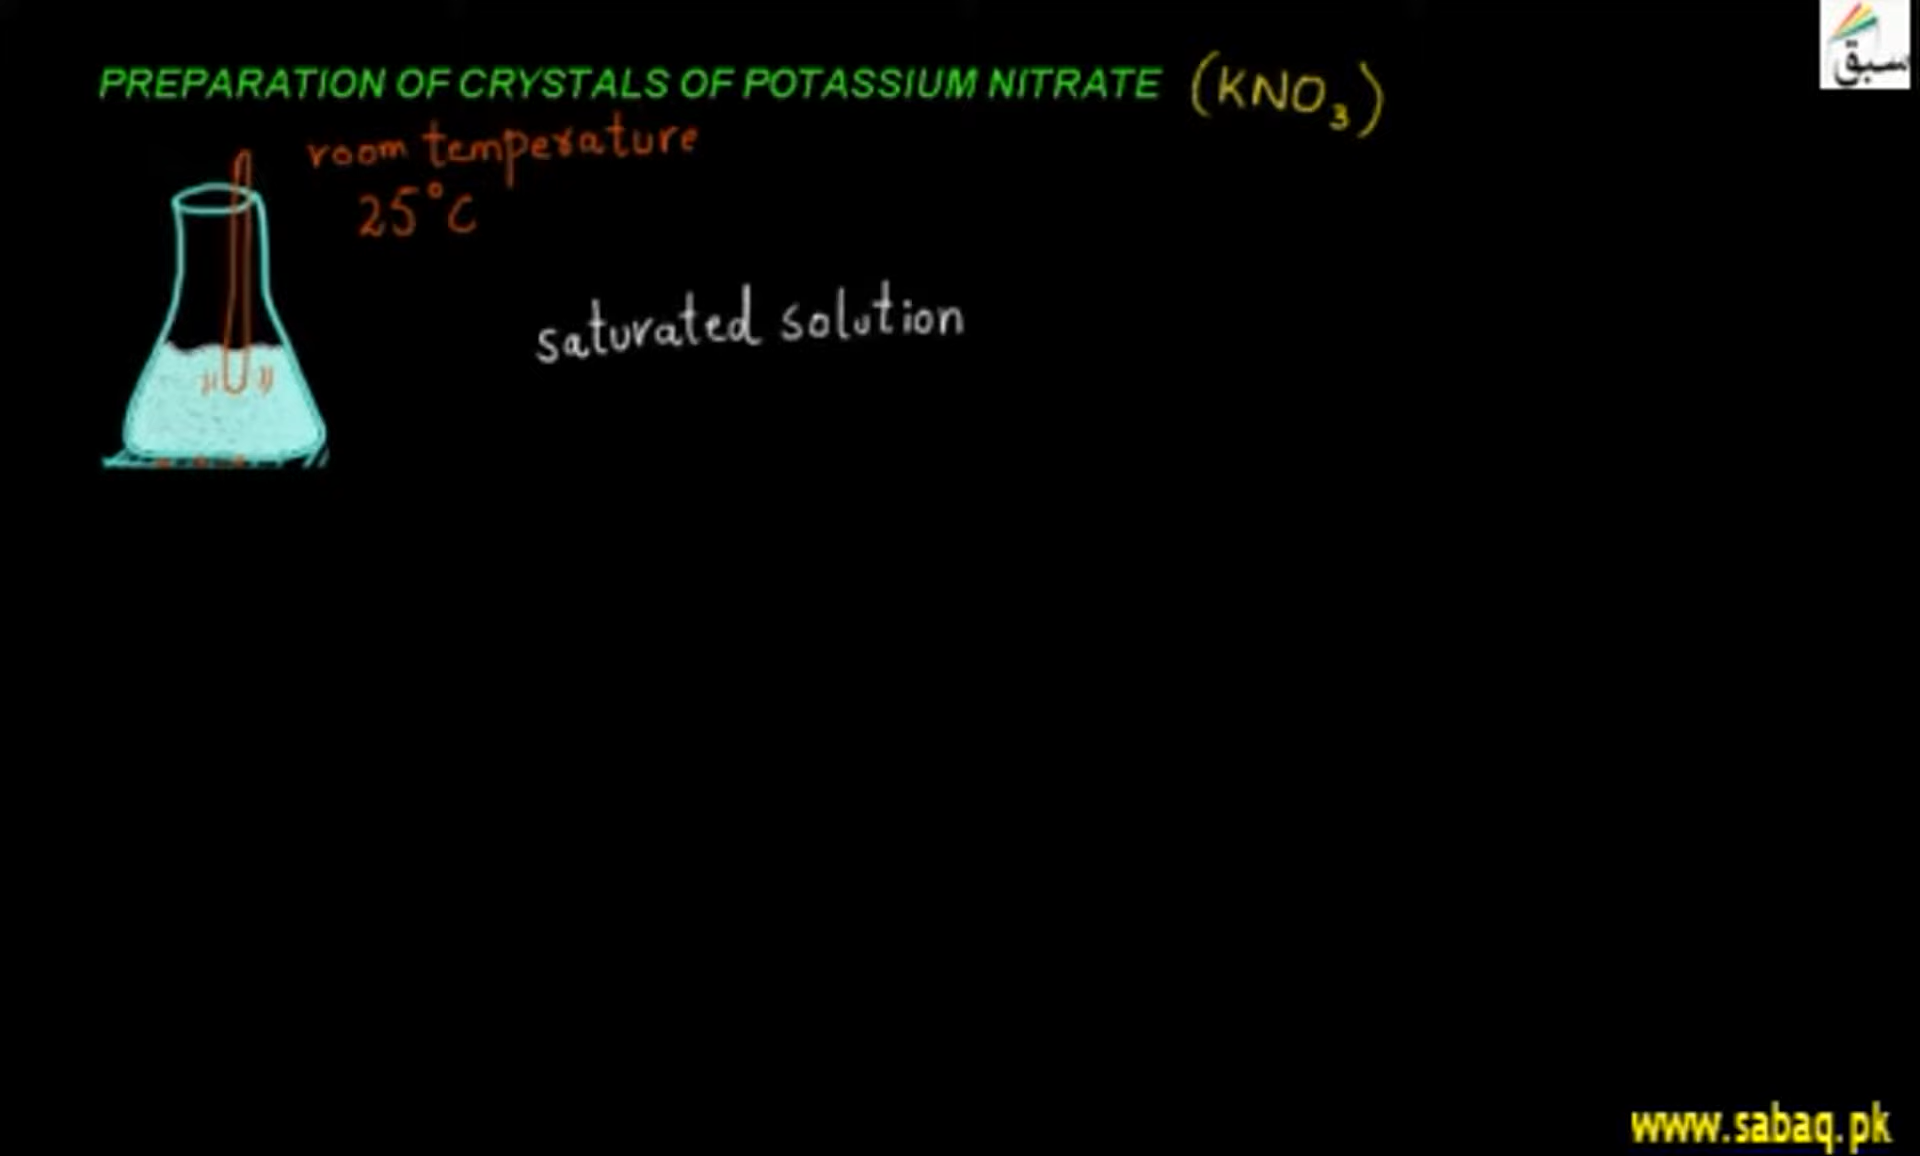 سبق
PREPARATION OF CRYSTALS OF POTASSIUM NITRATE (KNO₃)
room temperature
25°C
saturated solution
www.sabaq.pk